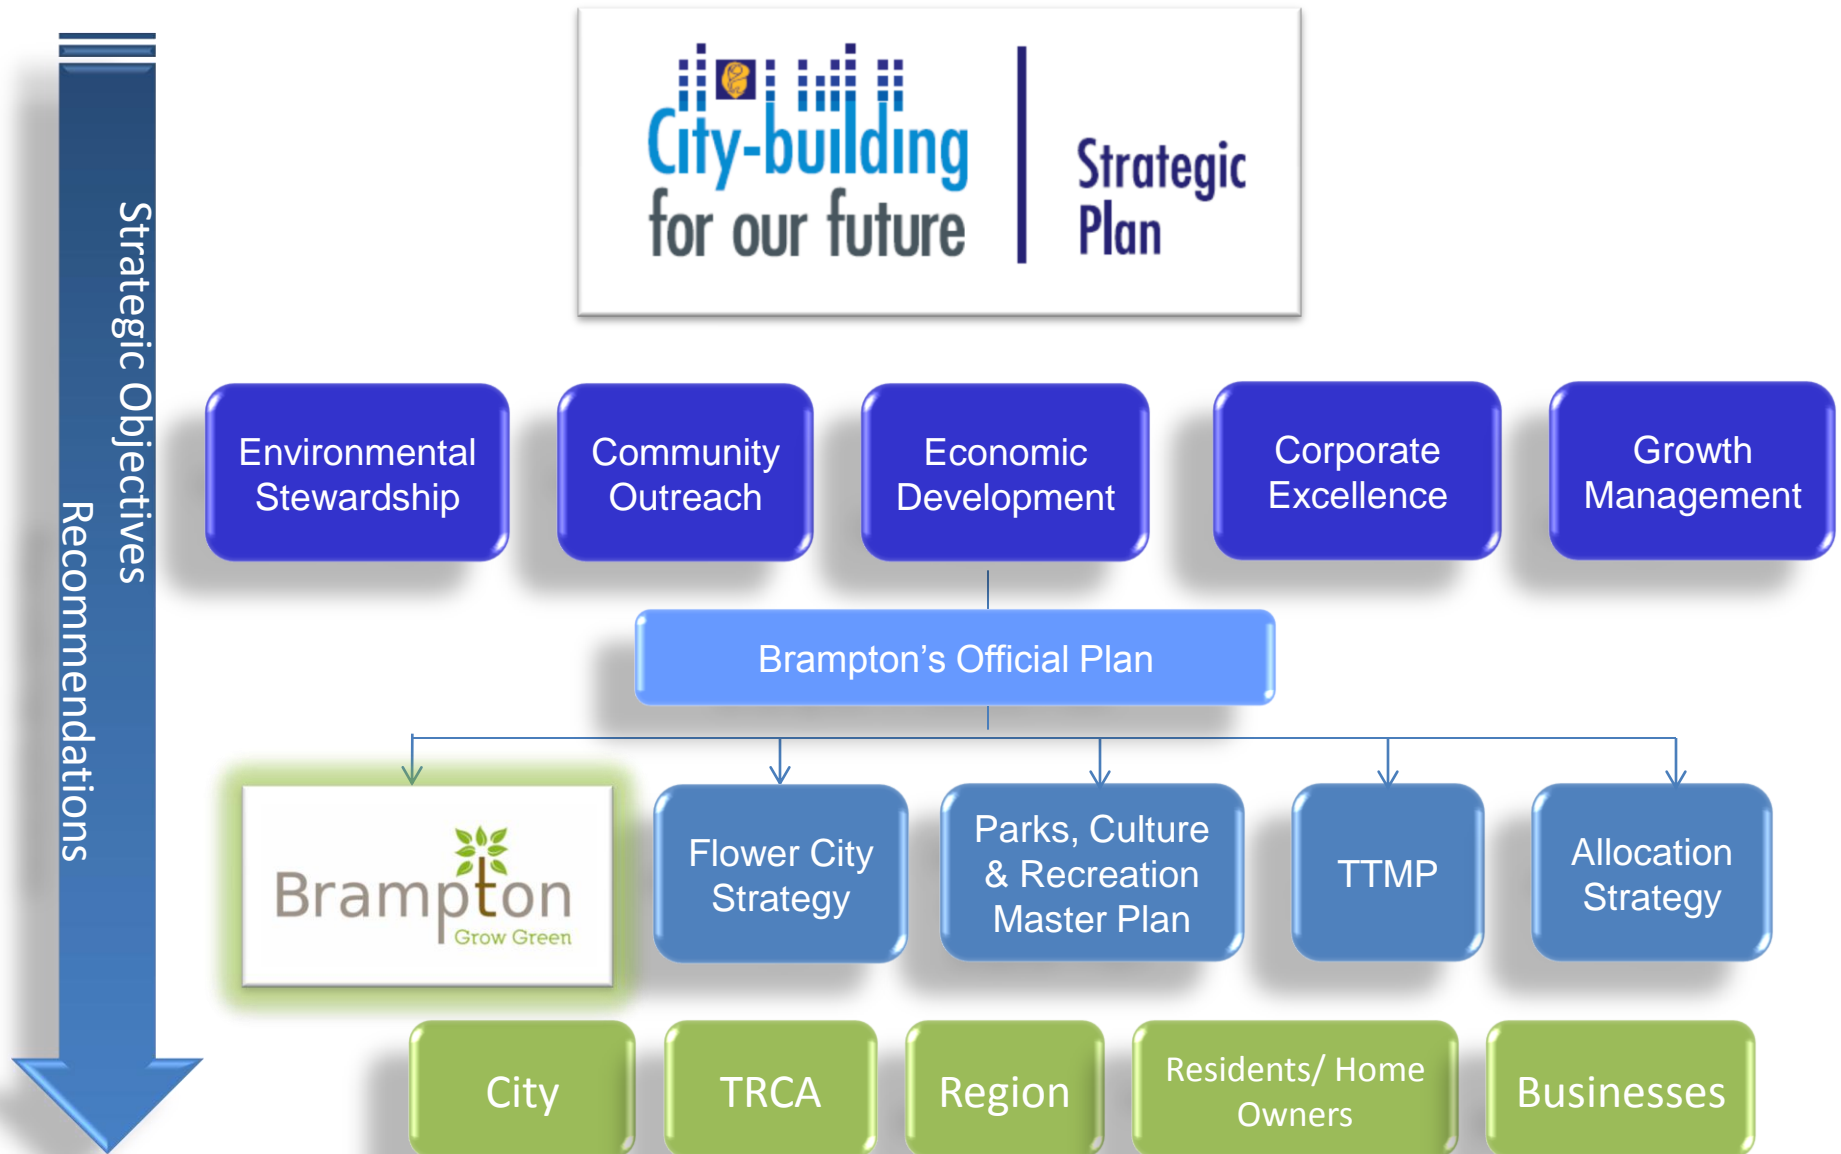 City-building
for our future
Strategic
Plan
Strategic Objectives
Recommendations
Environmental
Stewardship
Community
Outreach
Economic
Development
Corporate
Excellence
Growth
Management
Brampton’s Official Plan
Brampton
Grow Green
Flower City
Strategy
Parks, Culture
& Recreation
Master Plan
TTMP
Allocation
Strategy
City
TRCA
Region
Residents/ Home
Owners
Businesses